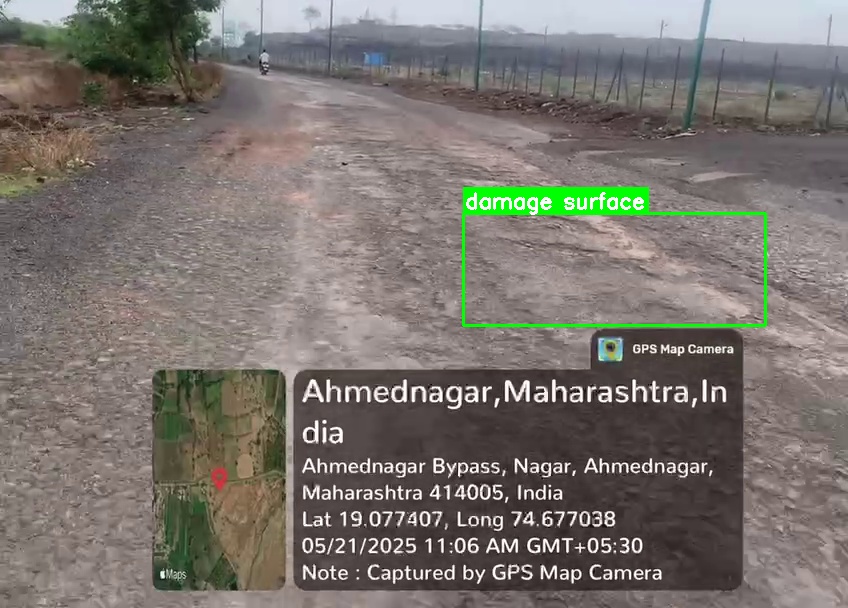 damage surface
GPS Map Camera
Ahmednagar,Maharashtra,In
dia
Ahmednagar Bypass, Nagar, Ahmednagar,
Maharashtra 414005, India
Lat 19.077407, Long 74.677038
05/21/2025 11:06 AM GMT+05:30
Note : Captured by GPS Map Camera
Maps